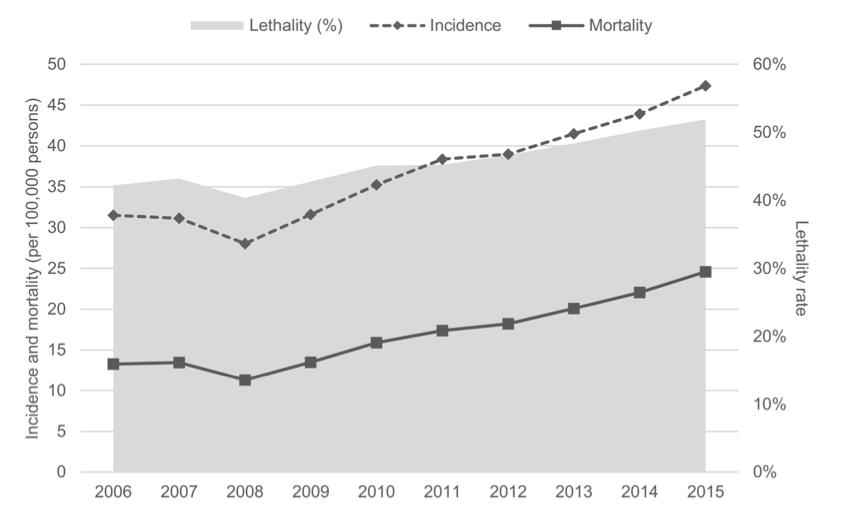 Lethality (%) Incidence Mortality
50 60%
45
40 50%
35
30 40%
25 30%
20
15 20%
10 10%
5
0 0%
Incidence and mortality (per 100,000 persons)
Lethality rate
2006 2007 2008 2009 2010 2011 2012 2013 2014 2015